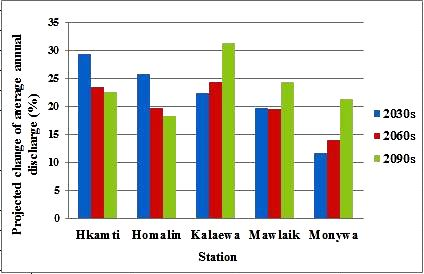 Projected change of average annual
discharge (%)
35
30
25
20
15
10
5
0
Hkamti Homalin Kalaewa Mawlaik Monywa
Station
2030s
2060s
2090s